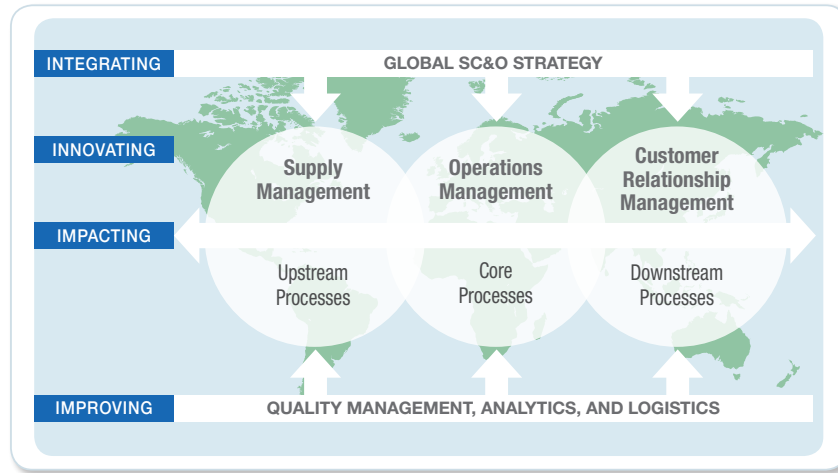 INTEGRATING
GLOBAL SC&O STRATEGY
INNOVATING
Supply
Management
Operations
Management
Customer
Relationship
Management
IMPACTING
Upstream
Processes
Core
Processes
Downstream
Processes
IMPROVING
QUALITY MANAGEMENT, ANALYTICS, AND LOGISTICS